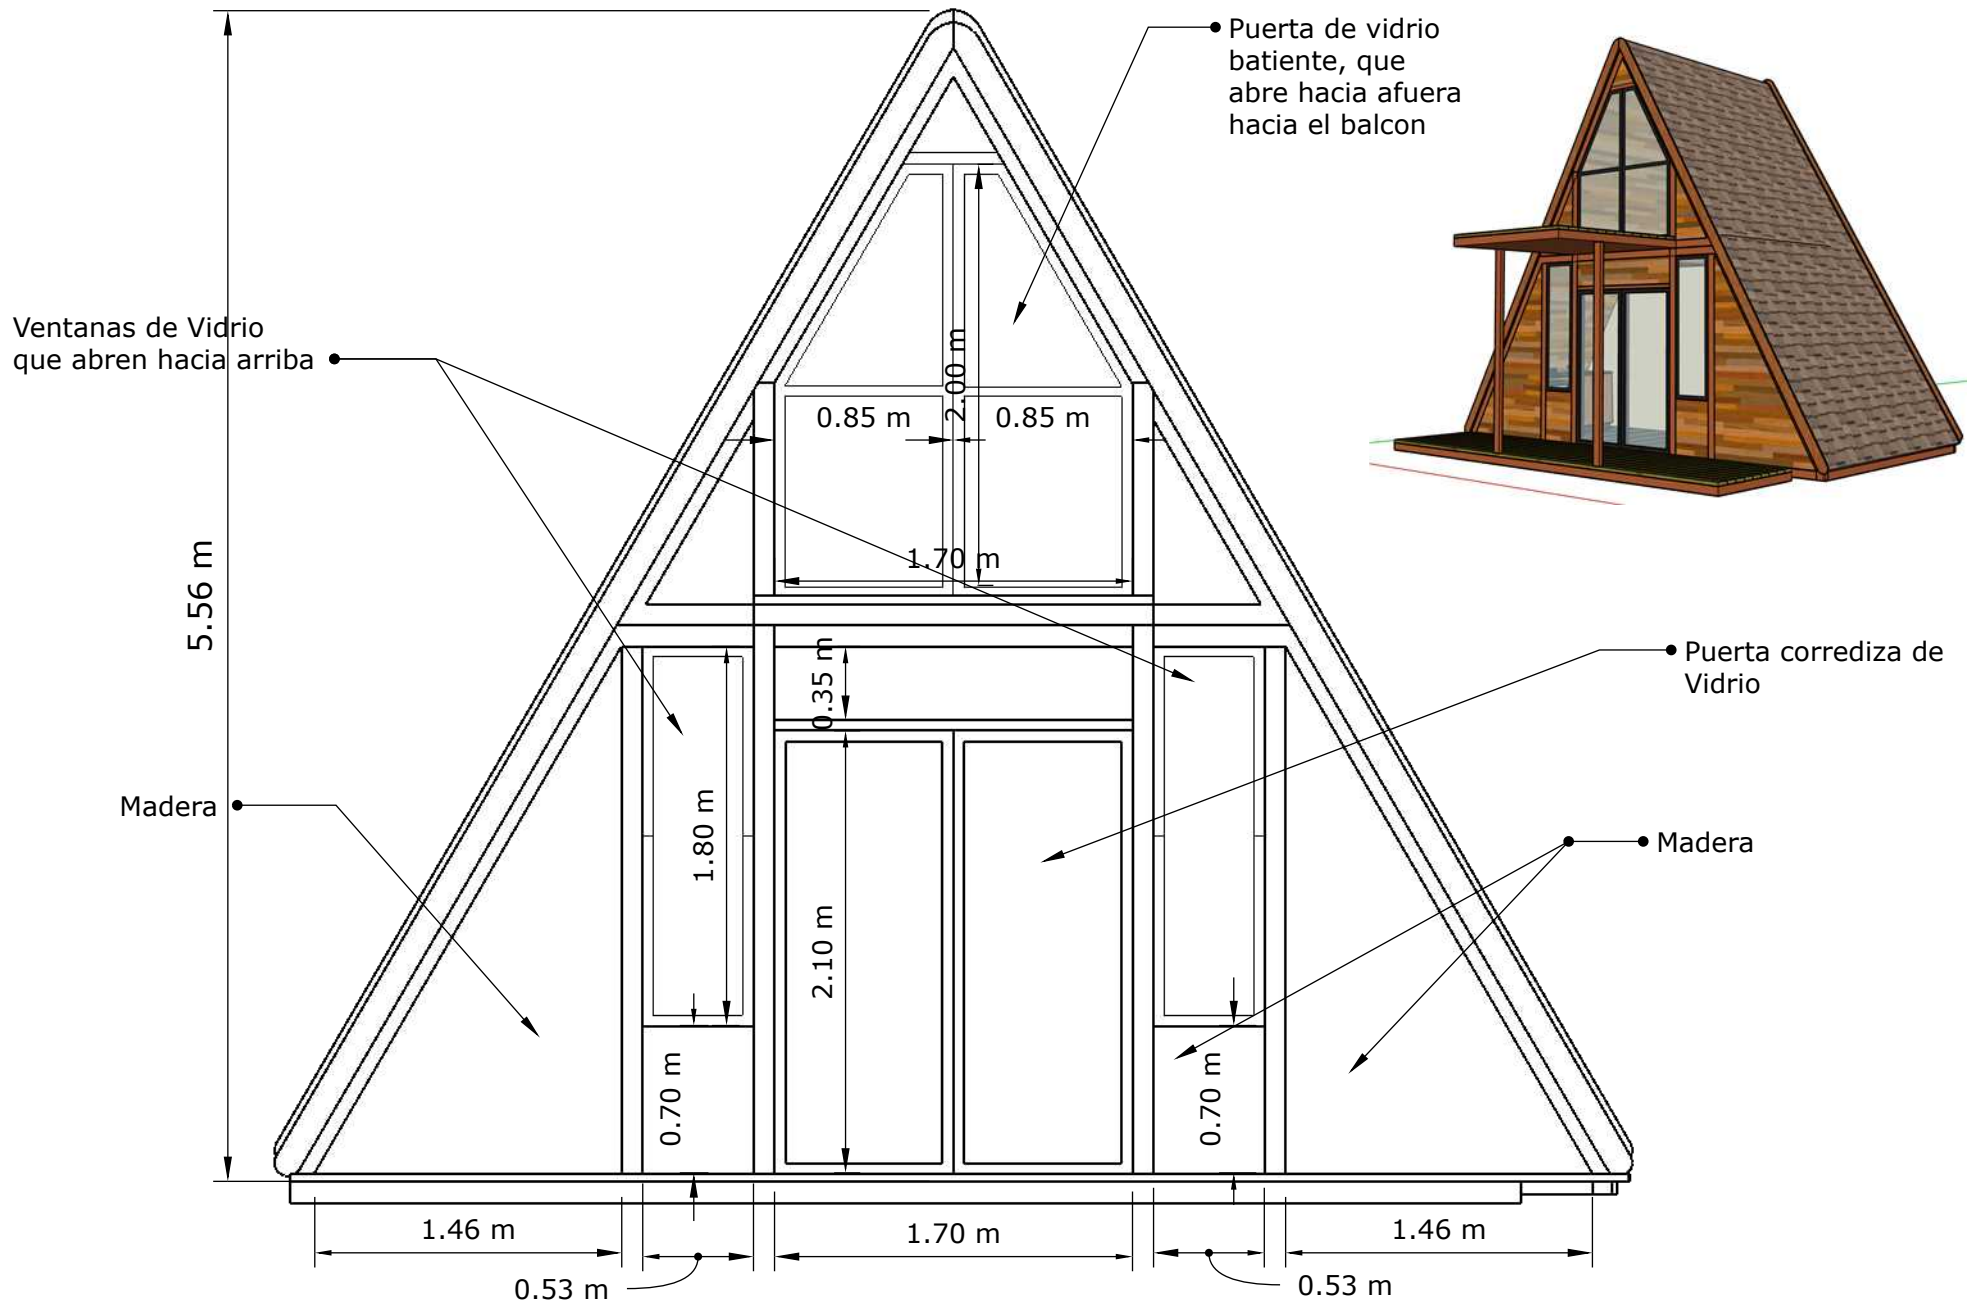 Puerta de vidrio
batiente, que
abre hacia afuera
hacia el balcon
Ventanas de Vidrio
que abren hacia arriba
2.00 m
0.85 m
0.85 m
1.70 m
5.56 m
0.35 m
Puerta corrediza de
Vidrio
Madera
1.80 m
Madera
2.10 m
0.70 m
0.70 m
1.46 m
1.70 m
1.46 m
0.53 m
0.53 m